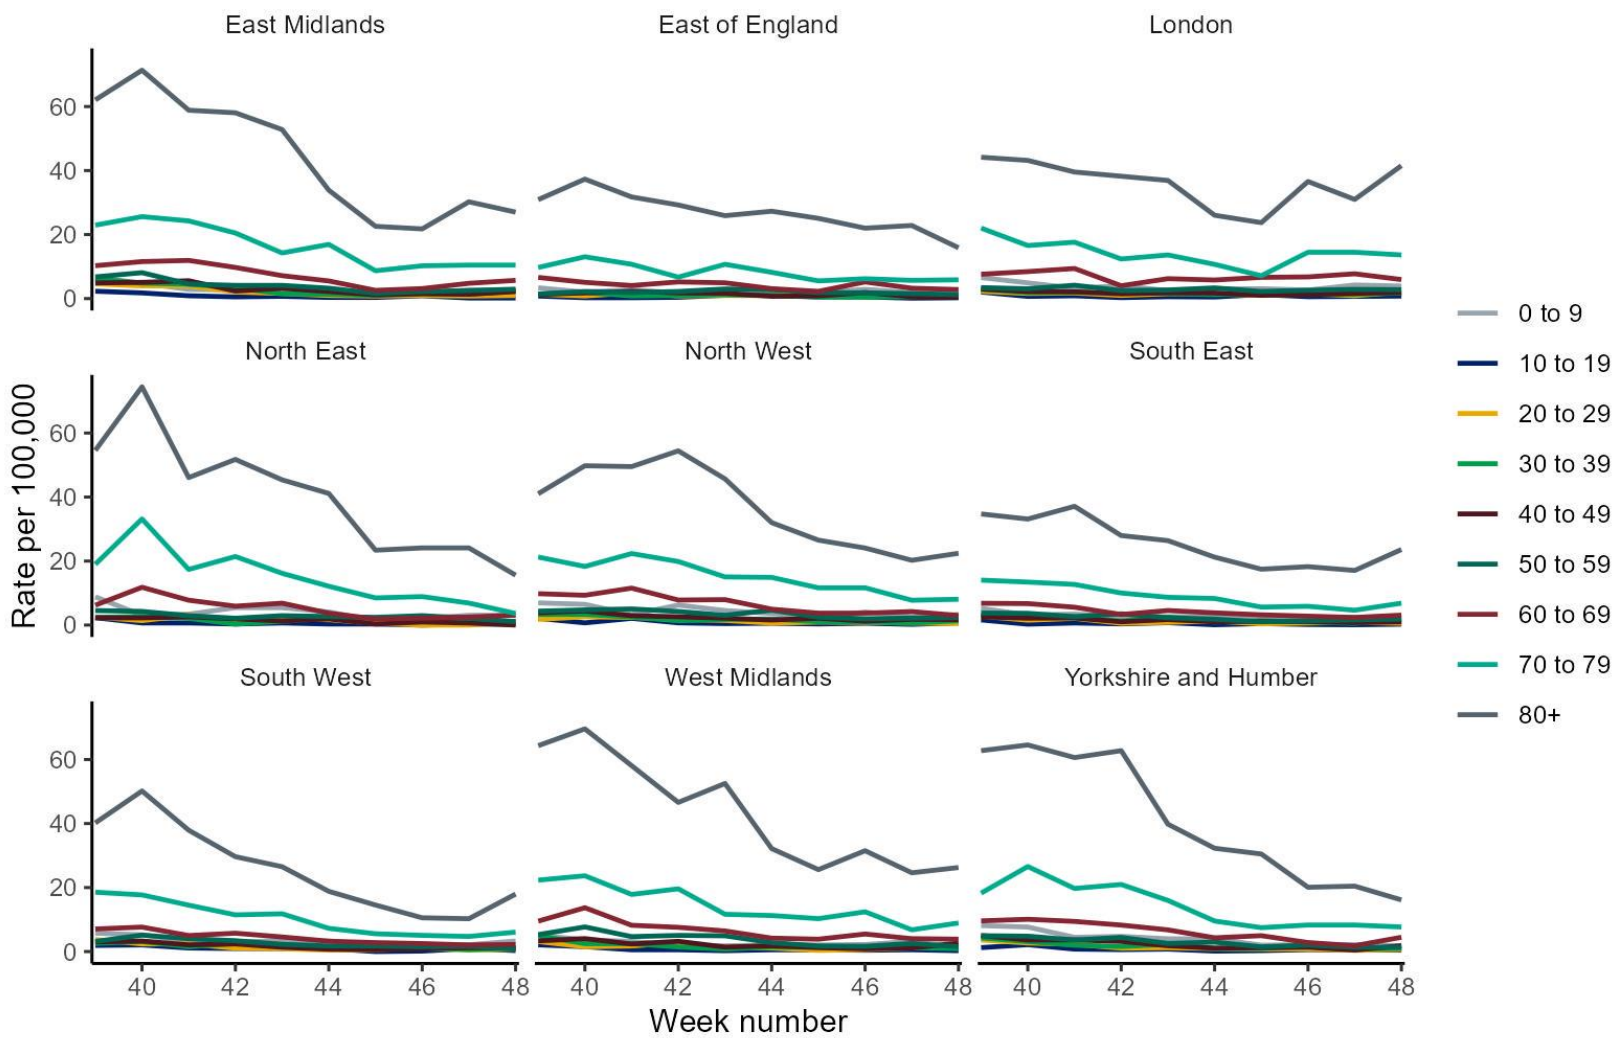 East Midlands
East of England
London
60
40
20
0
North East
North West
South East
60
40
20
0
South West
West Midlands
Yorkshire and Humber
60
40
20
0
40 42 44 46 48
40 42 44 46 48
40 42 44 46 48
Week number
Rate per 100,000
0 to 9
10 to 19
20 to 29
30 to 39
40 to 49
50 to 59
60 to 69
70 to 79
80+